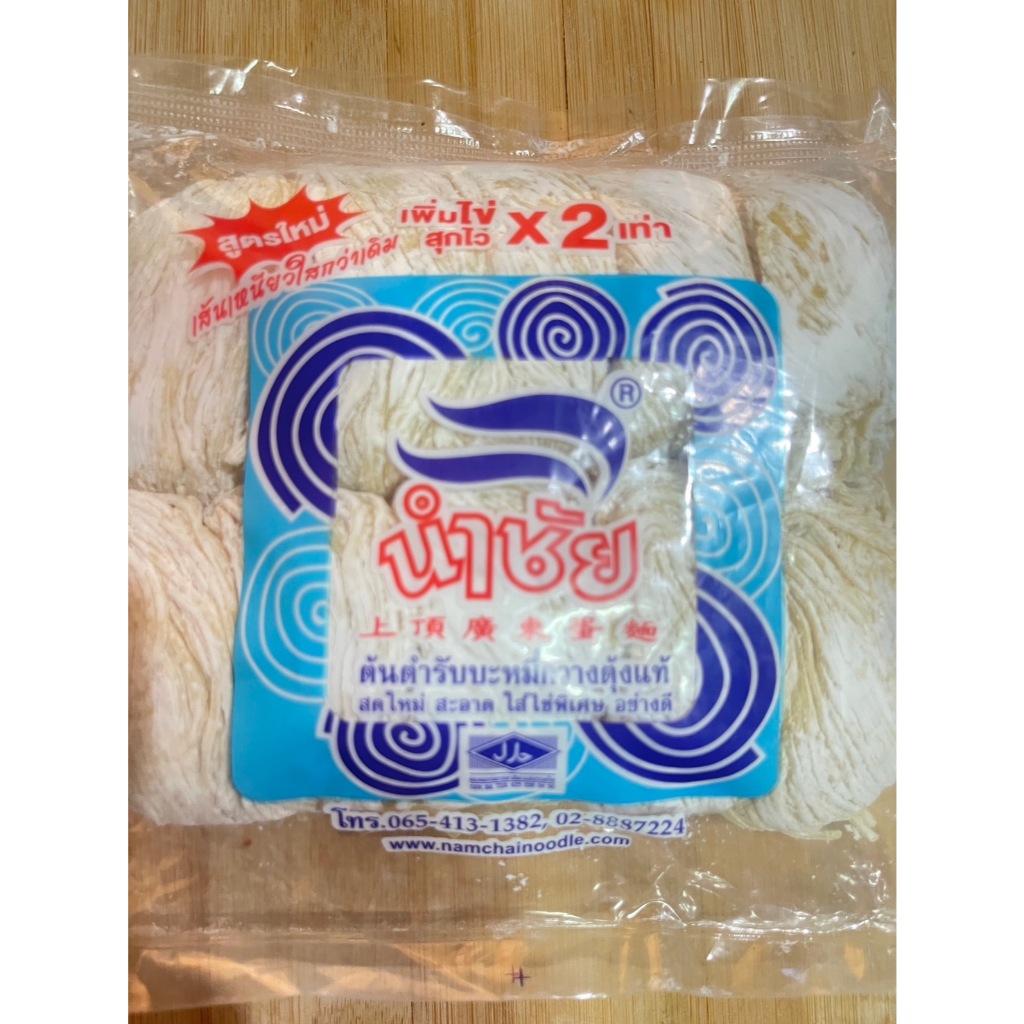 สูตรใหม่
เส้นเหนียวใสกว่าเดิม
เพิ่มไข่
สุกไว
X 2 เท่า
®
นำชัย
上頂廣東蛋麵
ต้นตำรับบะหมี่กวางตุ้งแท้
สดใหม่ สะอาด ใส่ไข่พิเศษ อย่างดี
حلال
โทร.065-413-1382, 02-8887224
www.namchainoodle.com